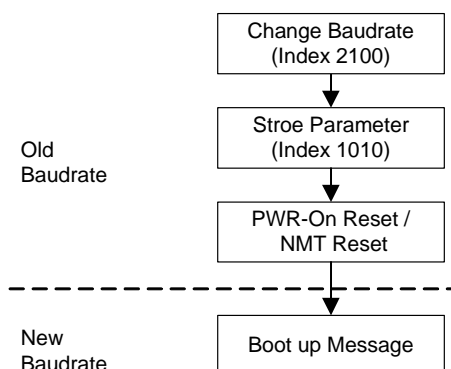 Change Baudrate
(Index 2100)
Stroe Parameter
(Index 1010)
Old
Baudrate
PWR-On Reset /
NMT Reset
New
Baudrate
Boot up Message